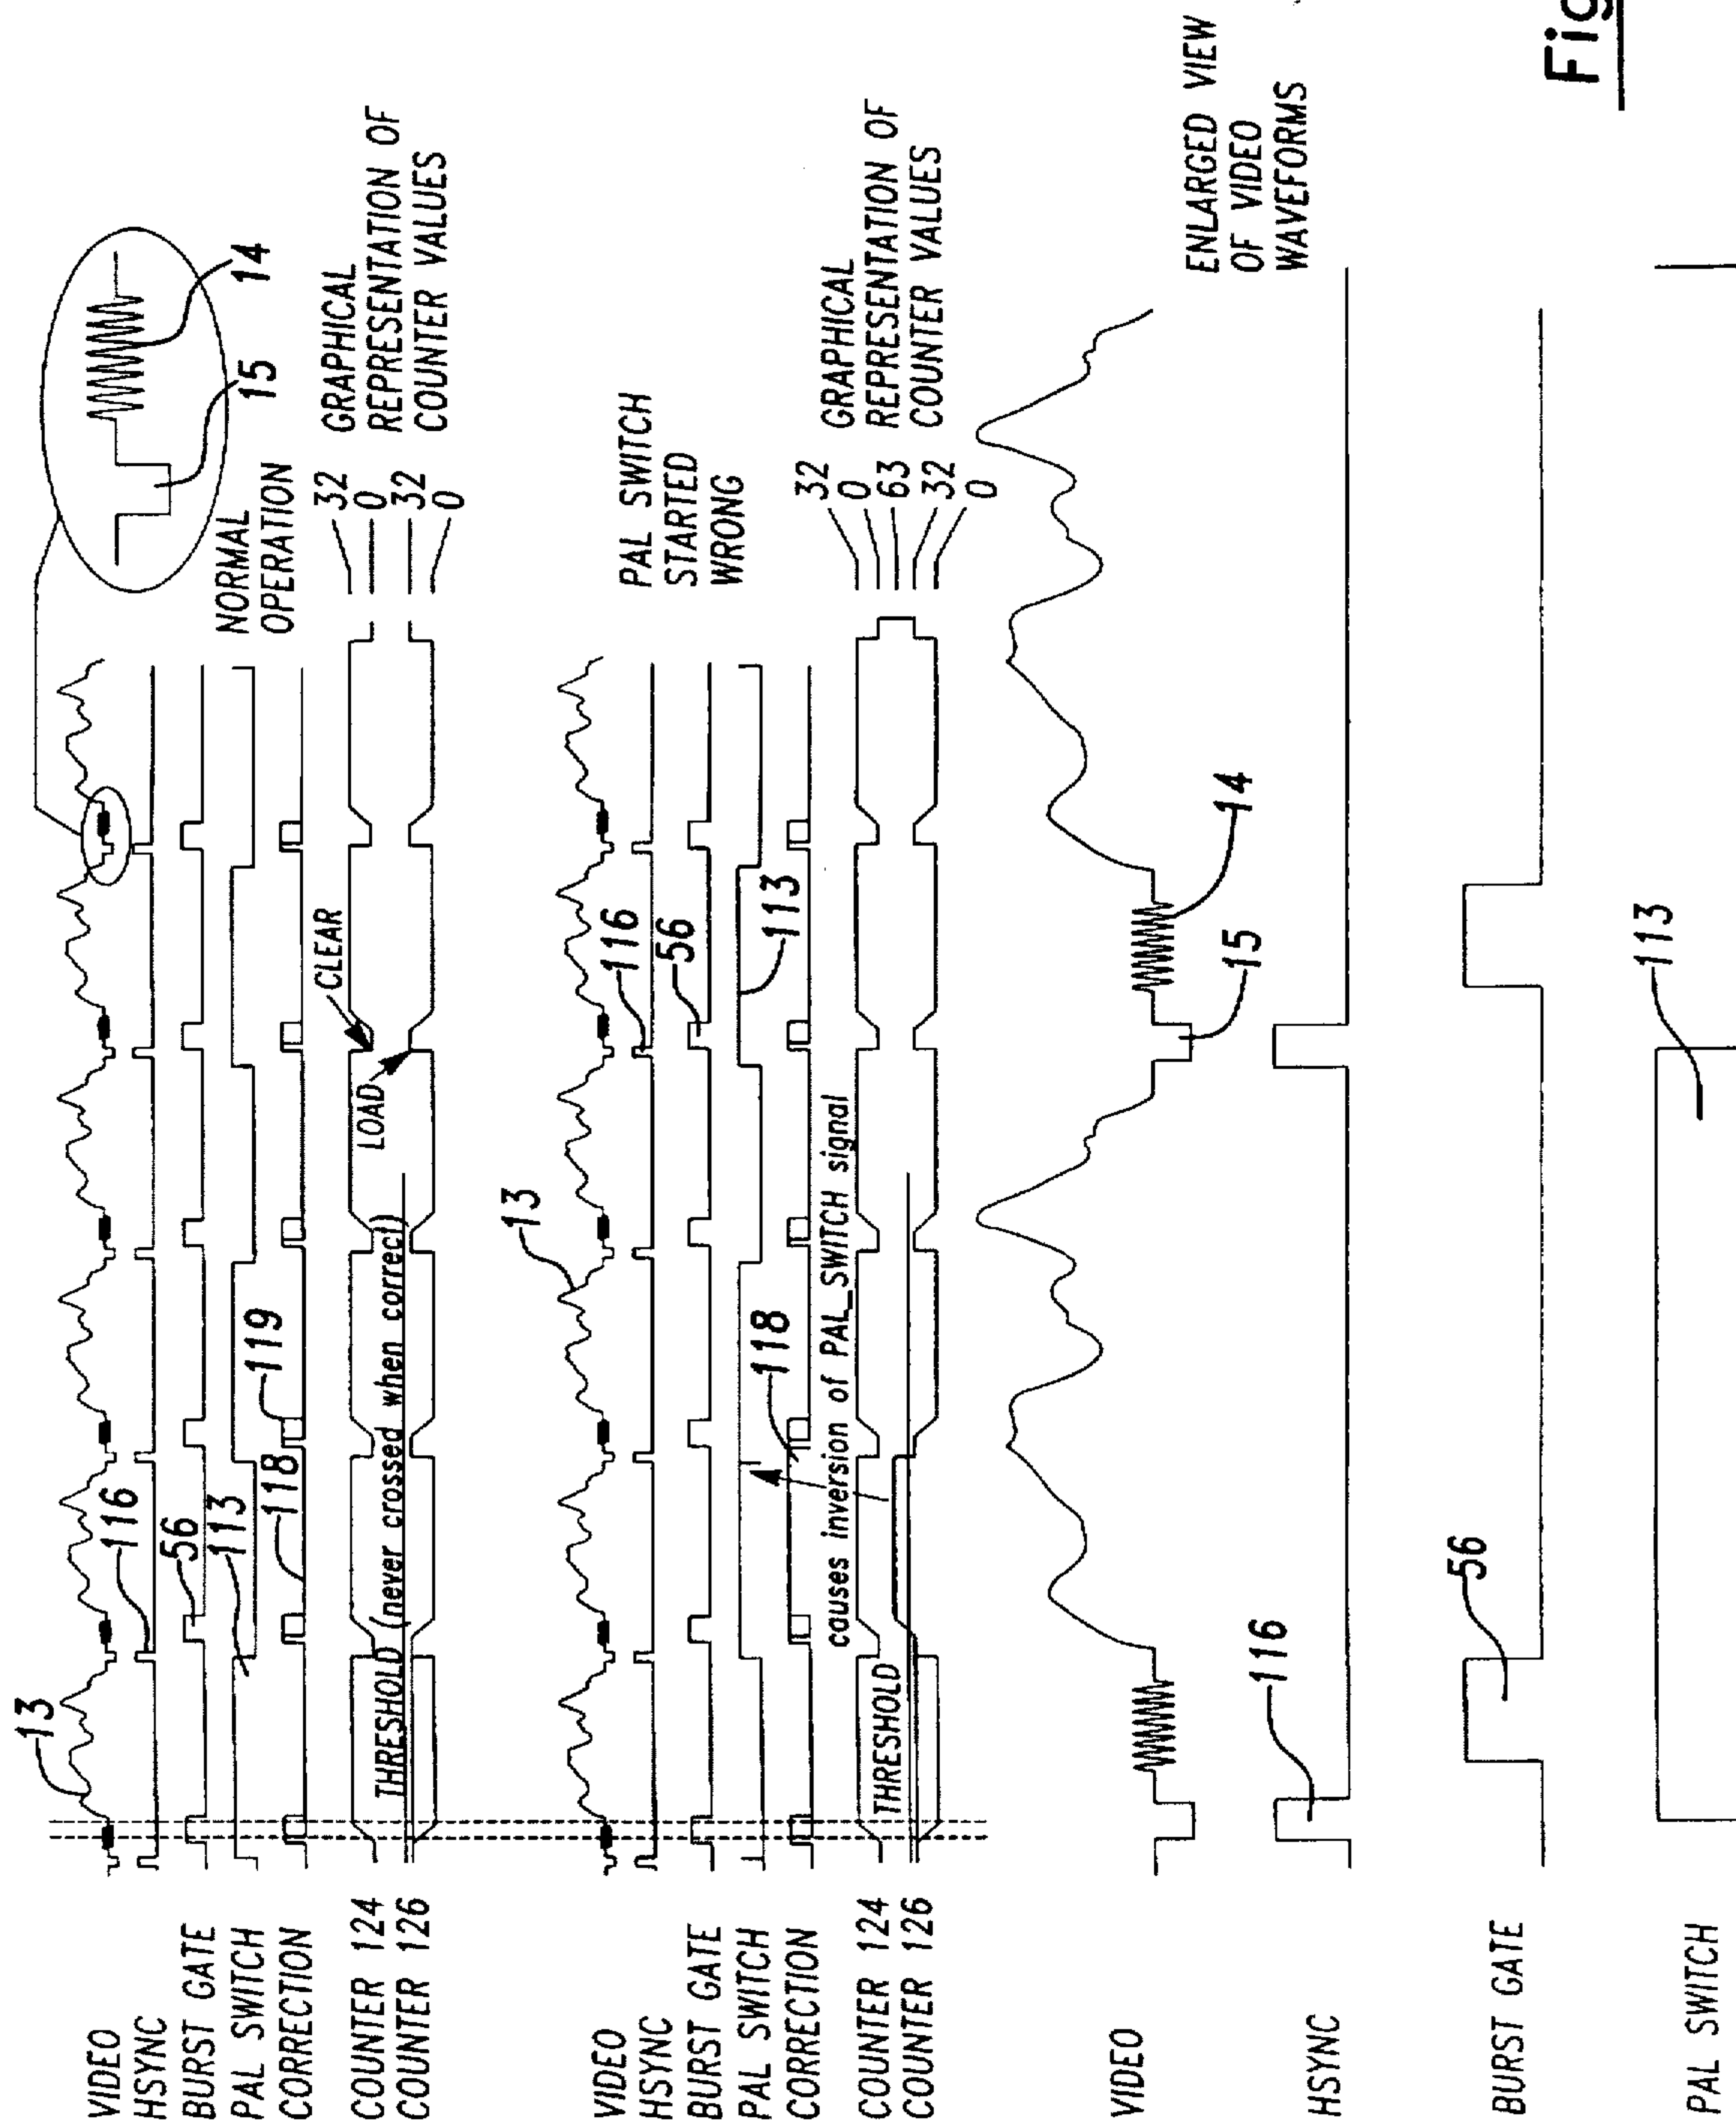 13
VIDEO
HSYNC
116
BURST GATE
56
PAL SWITCH
113
CORRECTION
118
119
15
14
NORMAL
OPERATION
CLEAR
LOAD
COUNTER 124
COUNTER 126
THRESHOLD (never crossed when correct)
32
0
32
0
GRAPHICAL
REPRESENTATION OF
COUNTER VALUES
13
VIDEO
HSYNC
116
BURST GATE
56
PAL SWITCH
113
CORRECTION
118
PAL SWITCH
STARTED
WRONG
causes inversion of PAL_SWITCH signal
COUNTER 124
COUNTER 126
THRESHOLD
32
0
63
32
0
GRAPHICAL
REPRESENTATION OF
COUNTER VALUES
VIDEO
15
14
ENLARGED VIEW
OF VIDEO
WAVEFORMS
HSYNC
116
BURST GATE
56
PAL SWITCH
113
Fig